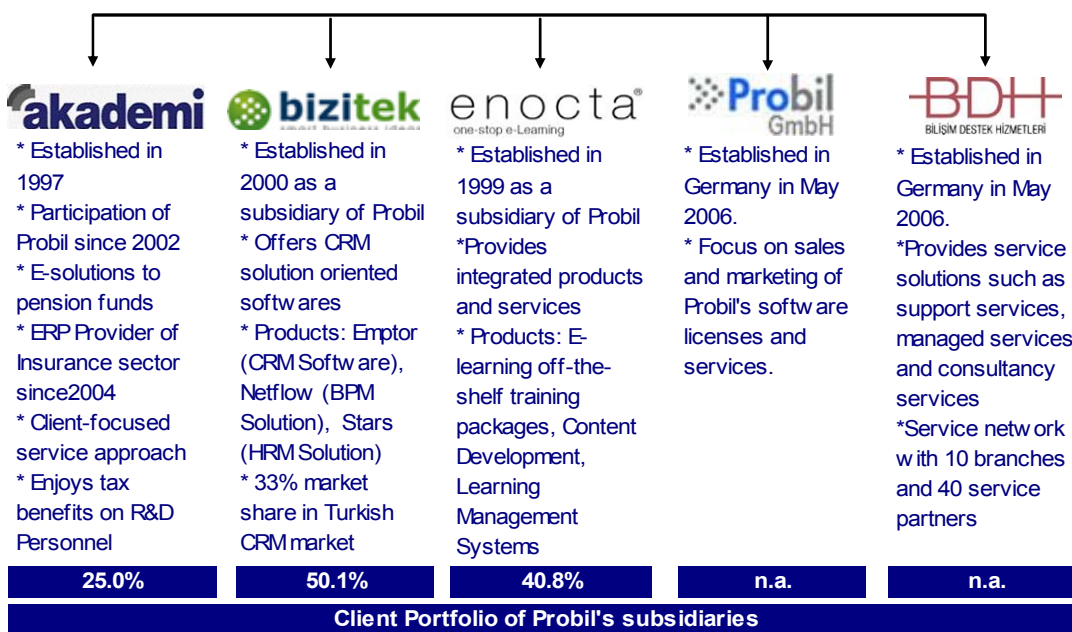 akademi
* Established in
1997
* Participation of
Probil since 2002
* E-solutions to
pension funds
* ERP Provider of
Insurance sector
since2004
* Client-focused
service approach
* Enjoys tax
benefits on R&D
Personnel
25.0%
bizitek
smart business ideas
* Established in
2000 as a
subsidiary of Probil
* Offers CRM
solution oriented
softwares
* Products: Emptor
(CRM Software),
Netflow (BPM
Solution), Stars
(HRM Solution)
* 33% market
share in Turkish
CRM market
50.1%
enocta®
one-stop e-Learning
* Established in
1999 as a
subsidiary of Probil
*Provides
integrated products
and services
* Products: E-
learning off-the-
shelf training
packages, Content
Development,
Learning
Management
Systems
40.8%
Probil
GmbH
* Established in
Germany in May
2006.
* Focus on sales
and marketing of
Probil's software
licenses and
services.
n.a.
BDH
BİLİŞİM DESTEK HİZMETLERİ
* Established in
Germany in May
2006.
*Provides service
solutions such as
support services,
managed services
and consultancy
services
*Service network
with 10 branches
and 40 service
partners
n.a.
Client Portfolio of Probil's subsidiaries